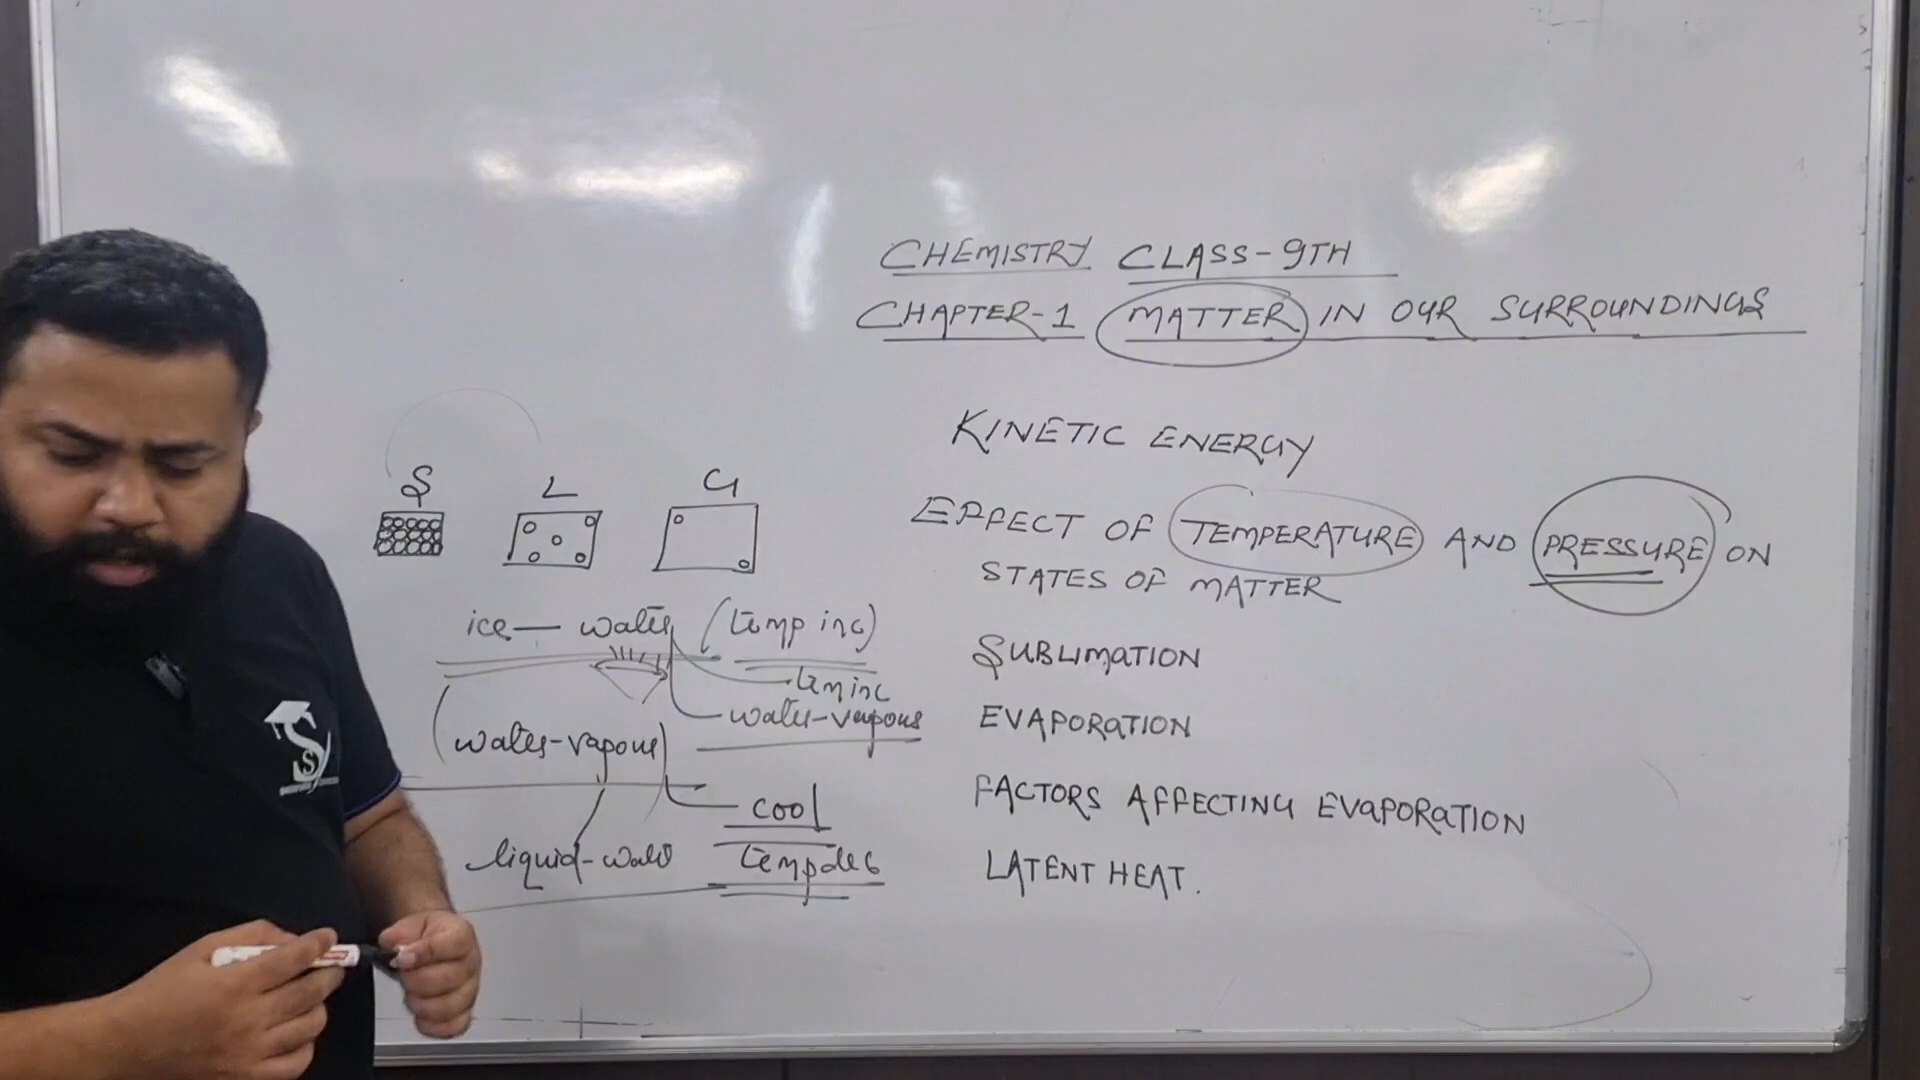 CHEMISTRY CLASS-9TH
CHAPTER-1 MATTER IN OUR SURROUNDINGS
KINETIC ENERGY
EFFECT OF TEMPERATURE AND PRESSURE ON
STATES OF MATTER
SUBLIMATION
EVAPORATION
FACTORS AFFECTING EVAPORATION
LATENT HEAT.
S L G
ice — water (temp inc)
tem inc
water-vapour
water-vapour
cool
liquid-wate temp dec